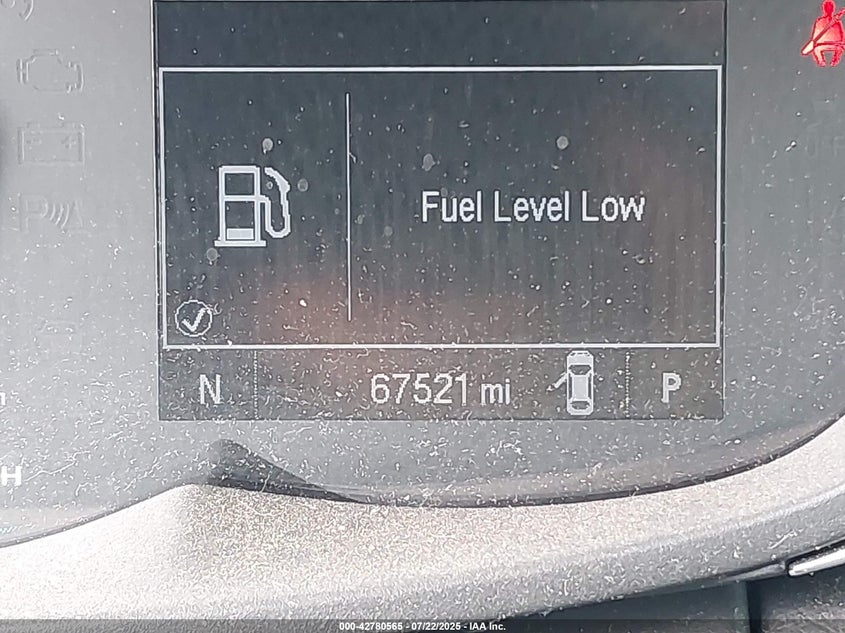 Fuel Level Low
N 67521 mi P
H
000-42780565 - 07/22/2025 - IAA Inc.